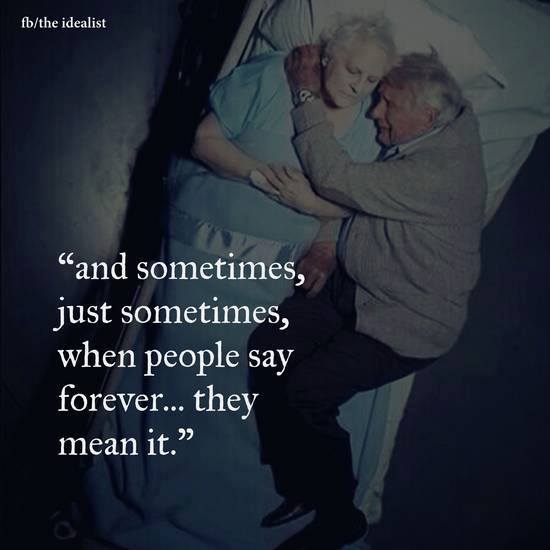 fb/the idealist
“and sometimes,
just sometimes,
when people say
forever... they
mean it.”